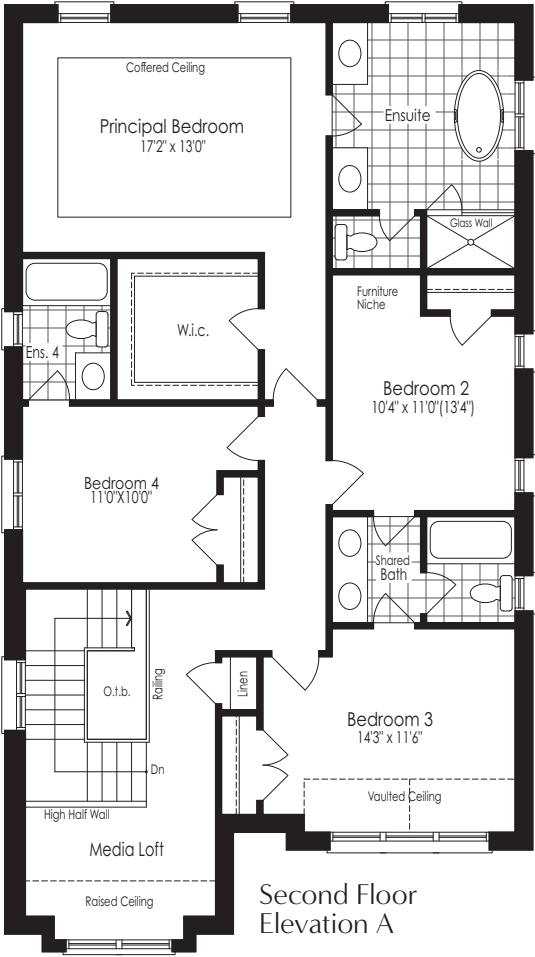 Coffered Ceiling
Principal Bedroom
17'2" x 13'0"
Ensuite
Glass Wall
Furniture
Niche
W.i.c.
Ens. 4
Bedroom 2
10'4" x 11'0"(13'4")
Bedroom 4
11'0"X10'0"
Shared
Bath
O.t.b.
Railing
Linen
Bedroom 3
14'3" x 11'6"
Dn
Vaulted Ceiling
High Half Wall
Media Loft
Raised Ceiling
Second Floor
Elevation A